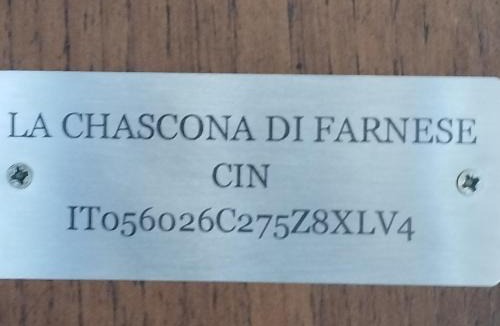 LA CHASCONA DI FARNESE
CIN
IT056026C275Z8XLV4